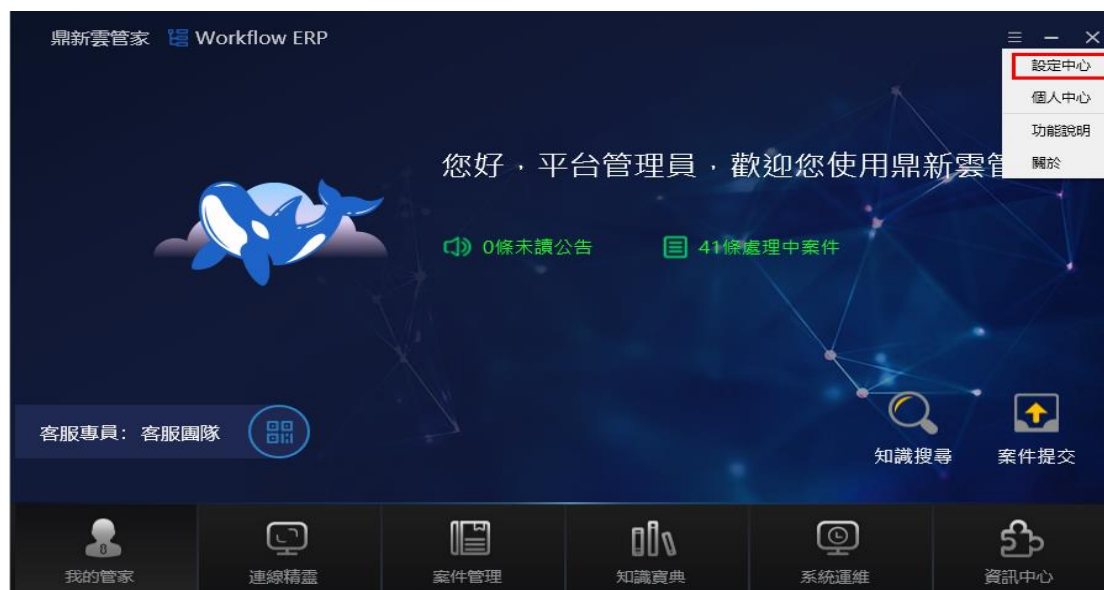 鼎新雲管家 Workflow ERP
設定中心
個人中心
功能說明
關於
您好，平台管理員，歡迎您使用鼎新雲管
0條未讀公告 41條處理中案件
客服專員：客服團隊
知識搜尋 案件提交
8
我的管家 連線精靈 案件管理 知識寶典 系統運維 資訊中心